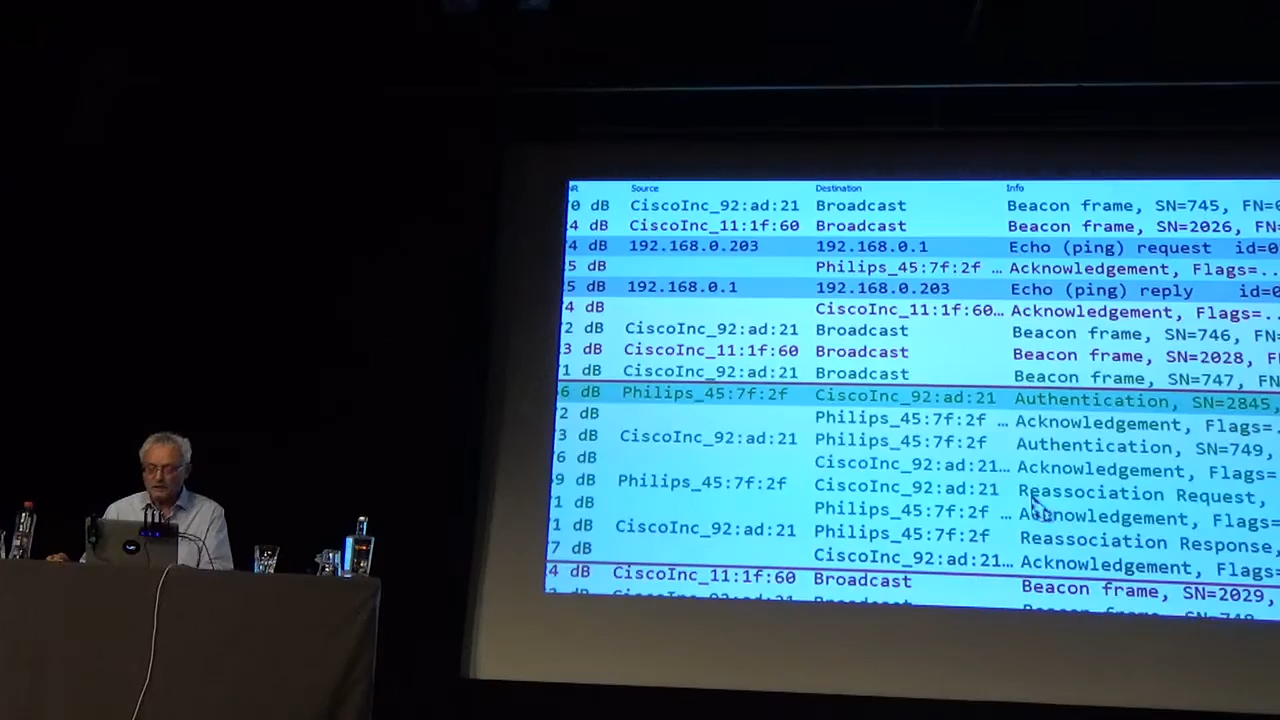 NR Source Destination Info
0 dB CiscoInc_92:ad:21 Broadcast Beacon frame, SN=745, FN=0
4 dB CiscoInc_11:1f:60 Broadcast Beacon frame, SN=2026, FN
4 dB 192.168.0.203 192.168.0.1 Echo (ping) request id=0
5 dB Philips_45:7f:2f … Acknowledgement, Flags=...
5 dB 192.168.0.1 192.168.0.203 Echo (ping) reply id=0
4 dB CiscoInc_11:1f:60… Acknowledgement, Flags=...
2 dB CiscoInc_92:ad:21 Broadcast Beacon frame, SN=746, FN
3 dB CiscoInc_11:1f:60 Broadcast Beacon frame, SN=2028, F
1 dB CiscoInc_92:ad:21 Broadcast Beacon frame, SN=747, FN
6 dB Philips_45:7f:2f CiscoInc_92:ad:21 Authentication, SN=2845,
2 dB Philips_45:7f:2f … Acknowledgement, Flags=.
3 dB CiscoInc_92:ad:21 Philips_45:7f:2f Authentication, SN=749,
6 dB CiscoInc_92:ad:21… Acknowledgement, Flags=
9 dB Philips_45:7f:2f CiscoInc_92:ad:21 Reassociation Request,
1 dB Philips_45:7f:2f … Acknowledgement, Flags=
1 dB CiscoInc_92:ad:21 Philips_45:7f:2f Reassociation Response,
7 dB CiscoInc_92:ad:21… Acknowledgement, Flags=
4 dB CiscoInc_11:1f:60 Broadcast Beacon frame, SN=2029,